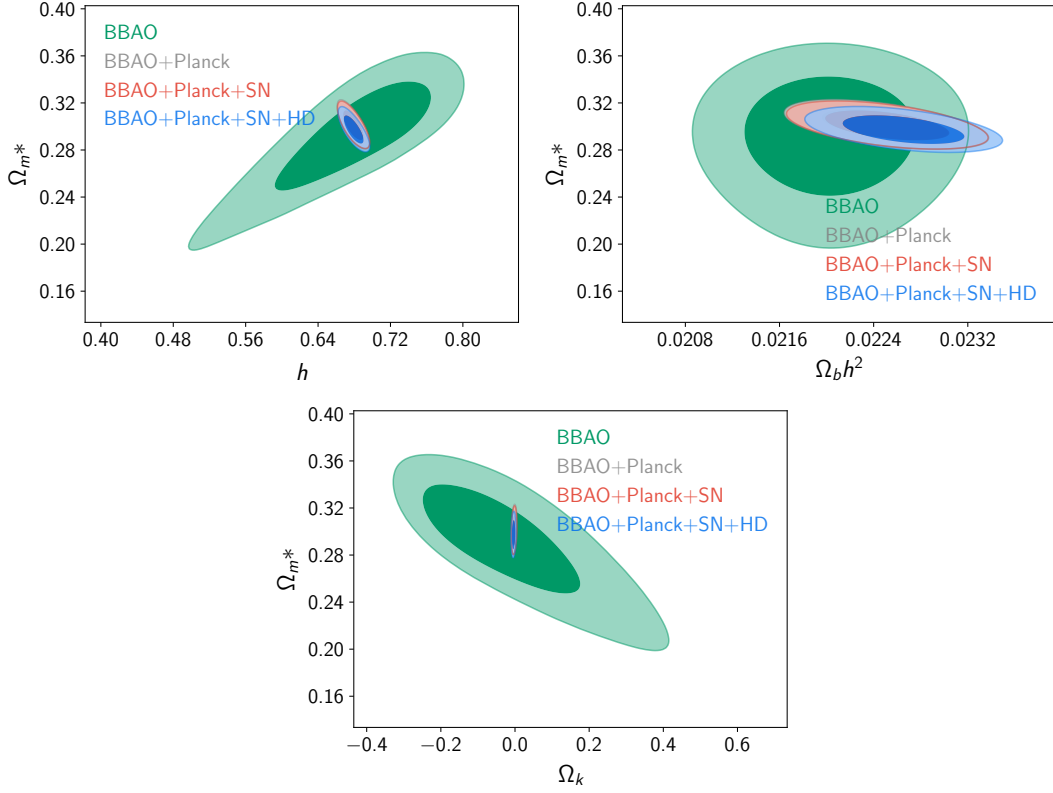 0.40
0.36
0.32
0.28
0.24
0.20
0.16
Ωm*
BBAO
BBAO+Planck
BBAO+Planck+SN
BBAO+Planck+SN+HD
0.40 0.48 0.56 0.64 0.72 0.80
h
0.40
0.36
0.32
0.28
0.24
0.20
0.16
Ωm*
BBAO
BBAO+Planck
BBAO+Planck+SN
BBAO+Planck+SN+HD
0.0208 0.0216 0.0224 0.0232
Ωbh²
0.40
0.36
0.32
0.28
0.24
0.20
0.16
Ωm*
BBAO
BBAO+Planck
BBAO+Planck+SN
BBAO+Planck+SN+HD
−0.4 −0.2 0.0 0.2 0.4 0.6
Ωk